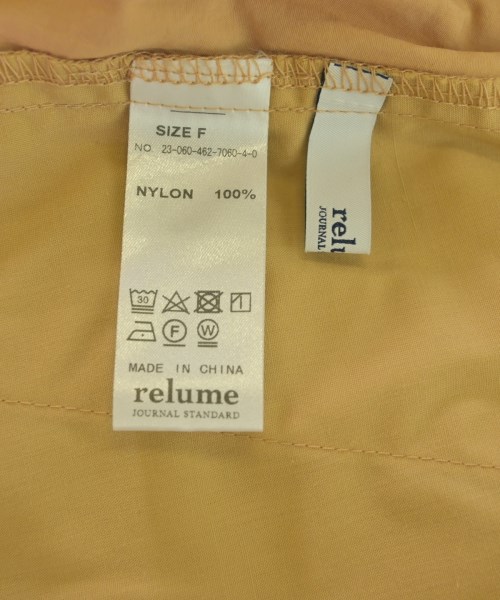 SIZE F
NO. 23-060-462-7060-4-0
NYLON 100%
30
F W
MADE IN CHINA
relume
JOURNAL STANDARD
relu
JOURNAL